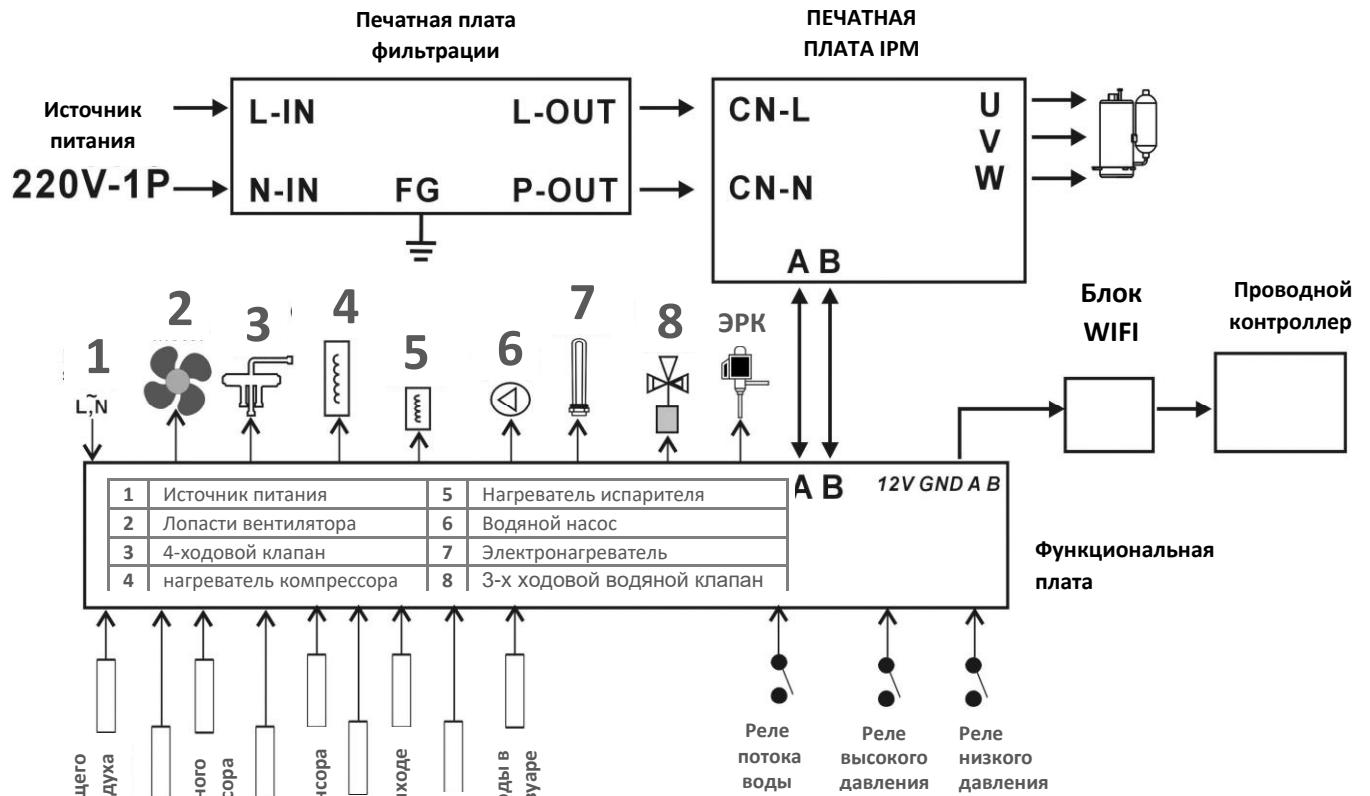 Печатная плата
фильтрации
ПЕЧАТНАЯ
ПЛАТА IPM
Источник
питания
220V-1P
L-IN
L-OUT
N-IN
FG
P-OUT
CN-L
CN-N
U
V
W
A B
Блок
WIFI
Проводной
контроллер
1
2
3
4
5
6
7
8
ЭРК
L,N
~
A B
12V GND A B
1 Источник питания 5 Нагреватель испарителя
2 Лопасти вентилятора 6 Водяной насос
3 4-ходовой клапан 7 Электронагреватель
4 нагреватель компрессора 8 3-х ходовой водяной клапан
Функциональная
плата
Реле
потока
воды
Реле
высокого
давления
Реле
низкого
давления